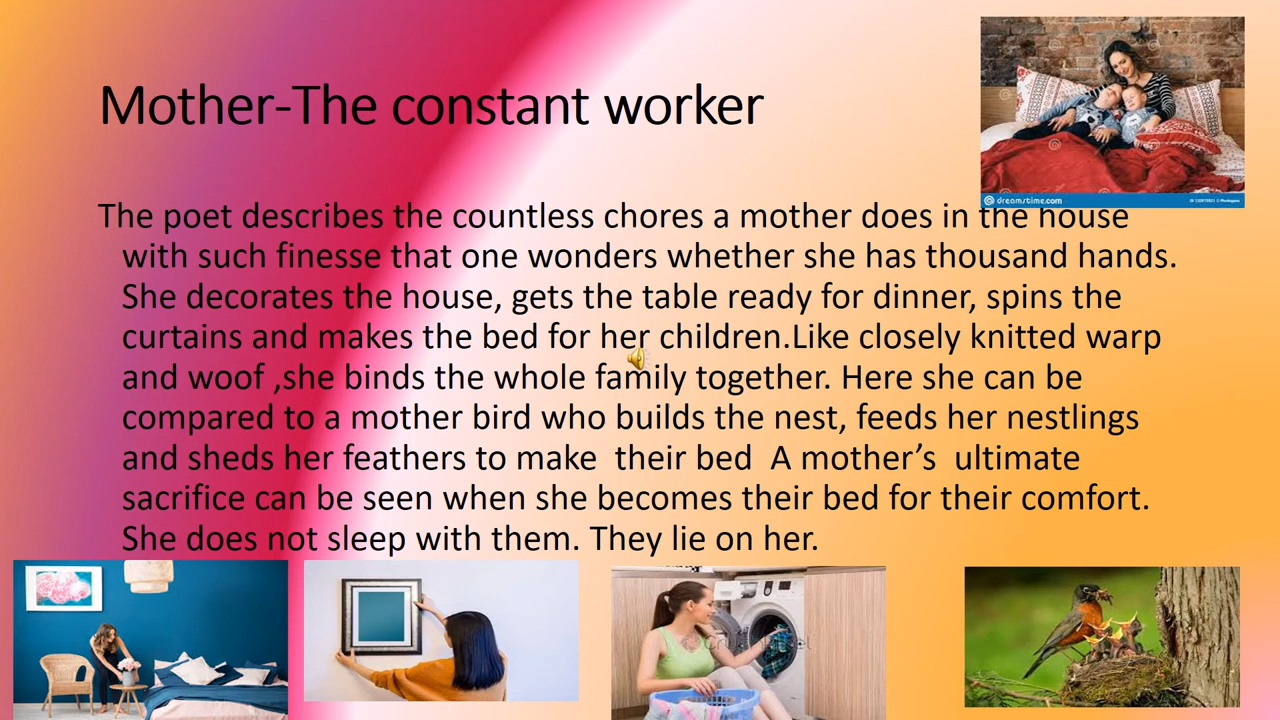 Mother-The constant worker
The poet describes the countless chores a mother does in the house
with such finesse that one wonders whether she has thousand hands.
She decorates the house, gets the table ready for dinner, spins the
curtains and makes the bed for her children.Like closely knitted warp
and woof ,she binds the whole family together. Here she can be
compared to a mother bird who builds the nest, feeds her nestlings
and sheds her feathers to make  their bed  A mother’s  ultimate
sacrifice can be seen when she becomes their bed for their comfort.
She does not sleep with them. They lie on her.
dreamstime.com